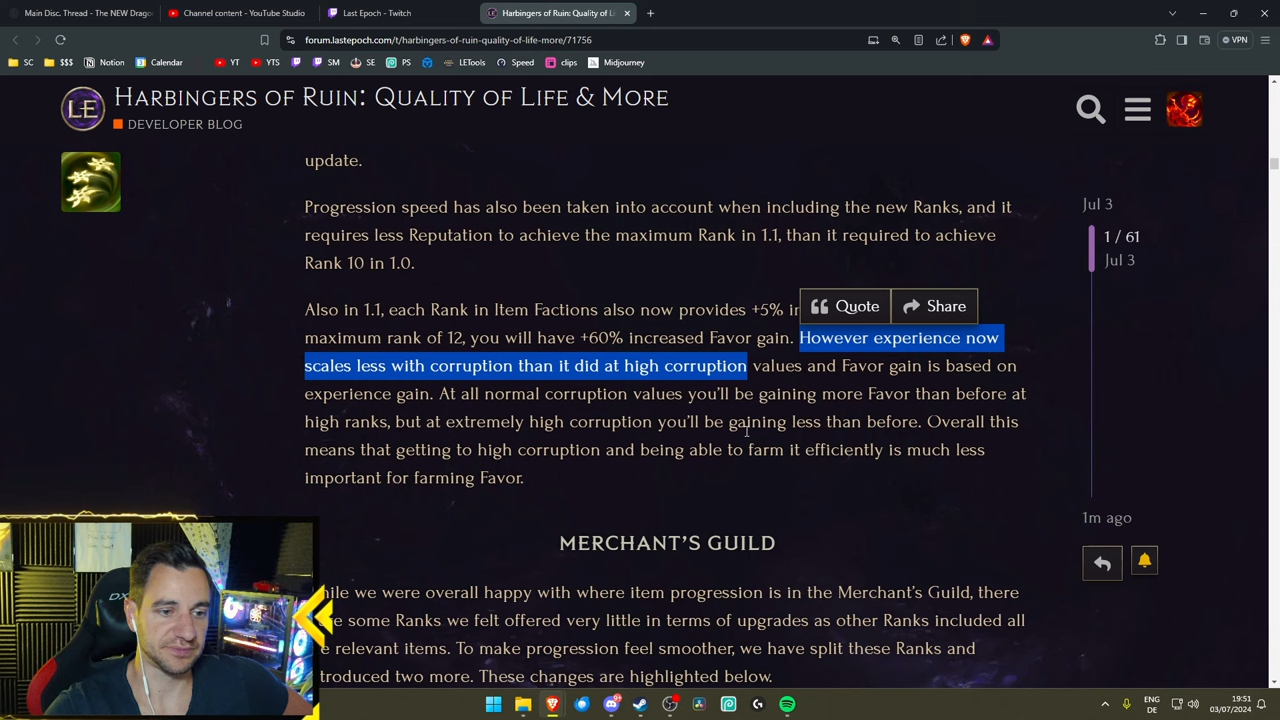 Main Disc. Thread - The NEW Drago
Channel content - YouTube Studio
Last Epoch - Twitch
Harbingers of Ruin: Quality of Li
forum.lastepoch.com/t/harbingers-of-ruin-quality-of-life-more/71756
VPN
SC
$$$
Notion
Calendar
YT
YTS
SM
SE
PS
LETools
Speed
clips
Midjourney
LE
Harbingers of Ruin: Quality of Life & More
DEVELOPER BLOG
update.
Progression speed has also been taken into account when including the new Ranks, and it
requires less Reputation to achieve the maximum Rank in 1.1, than it required to achieve
Rank 10 in 1.0.
Also in 1.1, each Rank in Item Factions also now provides +5% in
Quote
Share
maximum rank of 12, you will have +60% increased Favor gain. However experience now
scales less with corruption than it did at high corruption values and Favor gain is based on
experience gain. At all normal corruption values you'll be gaining more Favor than before at
high ranks, but at extremely high corruption you'll be gaining less than before. Overall this
means that getting to high corruption and being able to farm it efficiently is much less
important for farming Favor.
Jul 3
1 / 61
Jul 3
1m ago
MERCHANT'S GUILD
hile we were overall happy with where item progression is in the Merchant's Guild, there
re some Ranks we felt offered very little in terms of upgrades as other Ranks included all
e relevant items. To make progression feel smoother, we have split these Ranks and
troduced two more. These changes are highlighted below.
DX
ENG
DE
19:51
03/07/2024